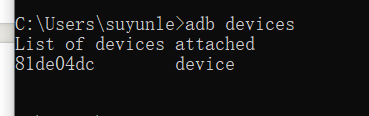 C:\Users\suyunle>adb devices
List of devices attached
81de04dc        device